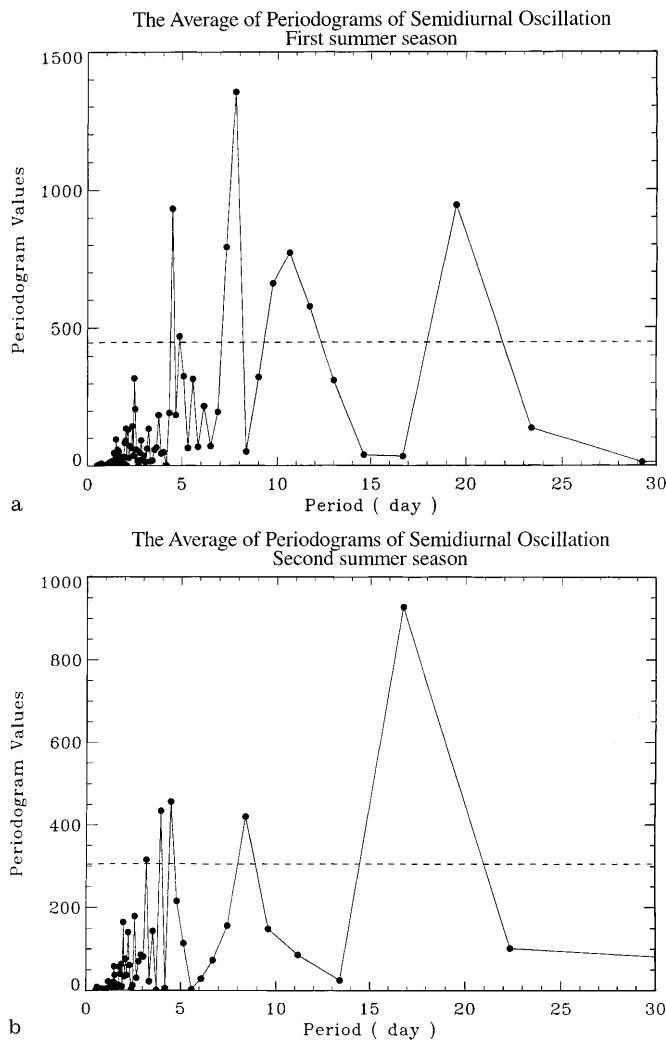 The Average of Periodograms of Semidiurnal Oscillation
First summer season
1500
1000
500
0
Periodogram Values
0 5 10 15 20 25 30
Period ( day )
a
The Average of Periodograms of Semidiurnal Oscillation
Second summer season
1000
800
600
400
200
0
Periodogram Values
0 5 10 15 20 25 30
Period ( day )
b